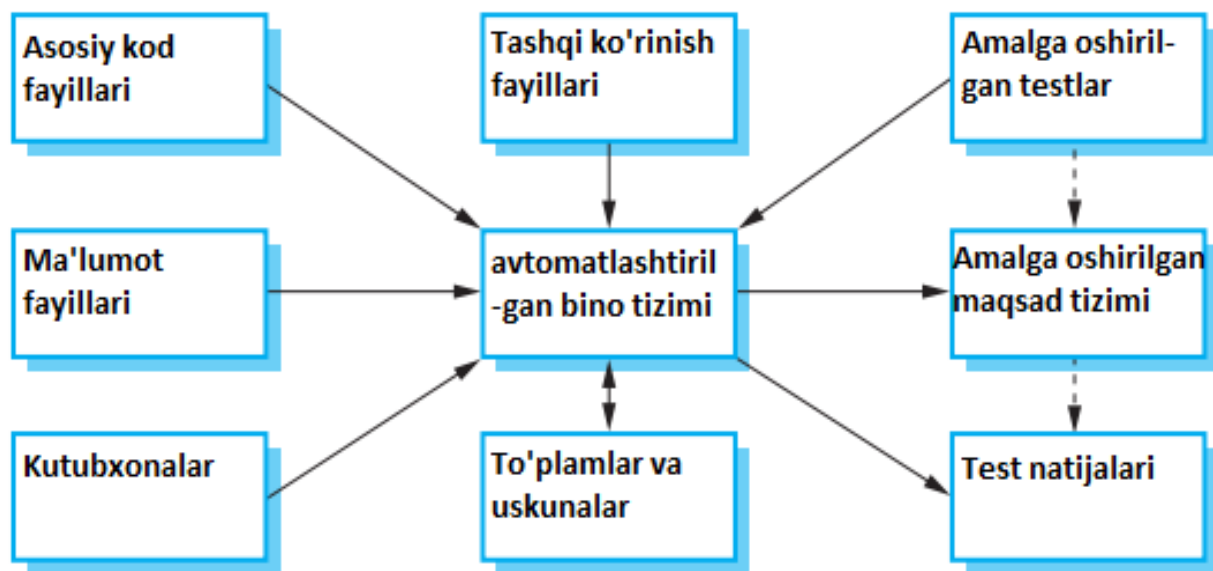 Asosiy kod
fayillari
Tashqi ko'rinish
fayillari
Amalga oshiril-
gan testlar
Ma'lumot
fayillari
avtomatlashtiril
-gan bino tizimi
Amalga oshirilgan
maqsad tizimi
Kutubxonalar
To'plamlar va
uskunalar
Test natijalari